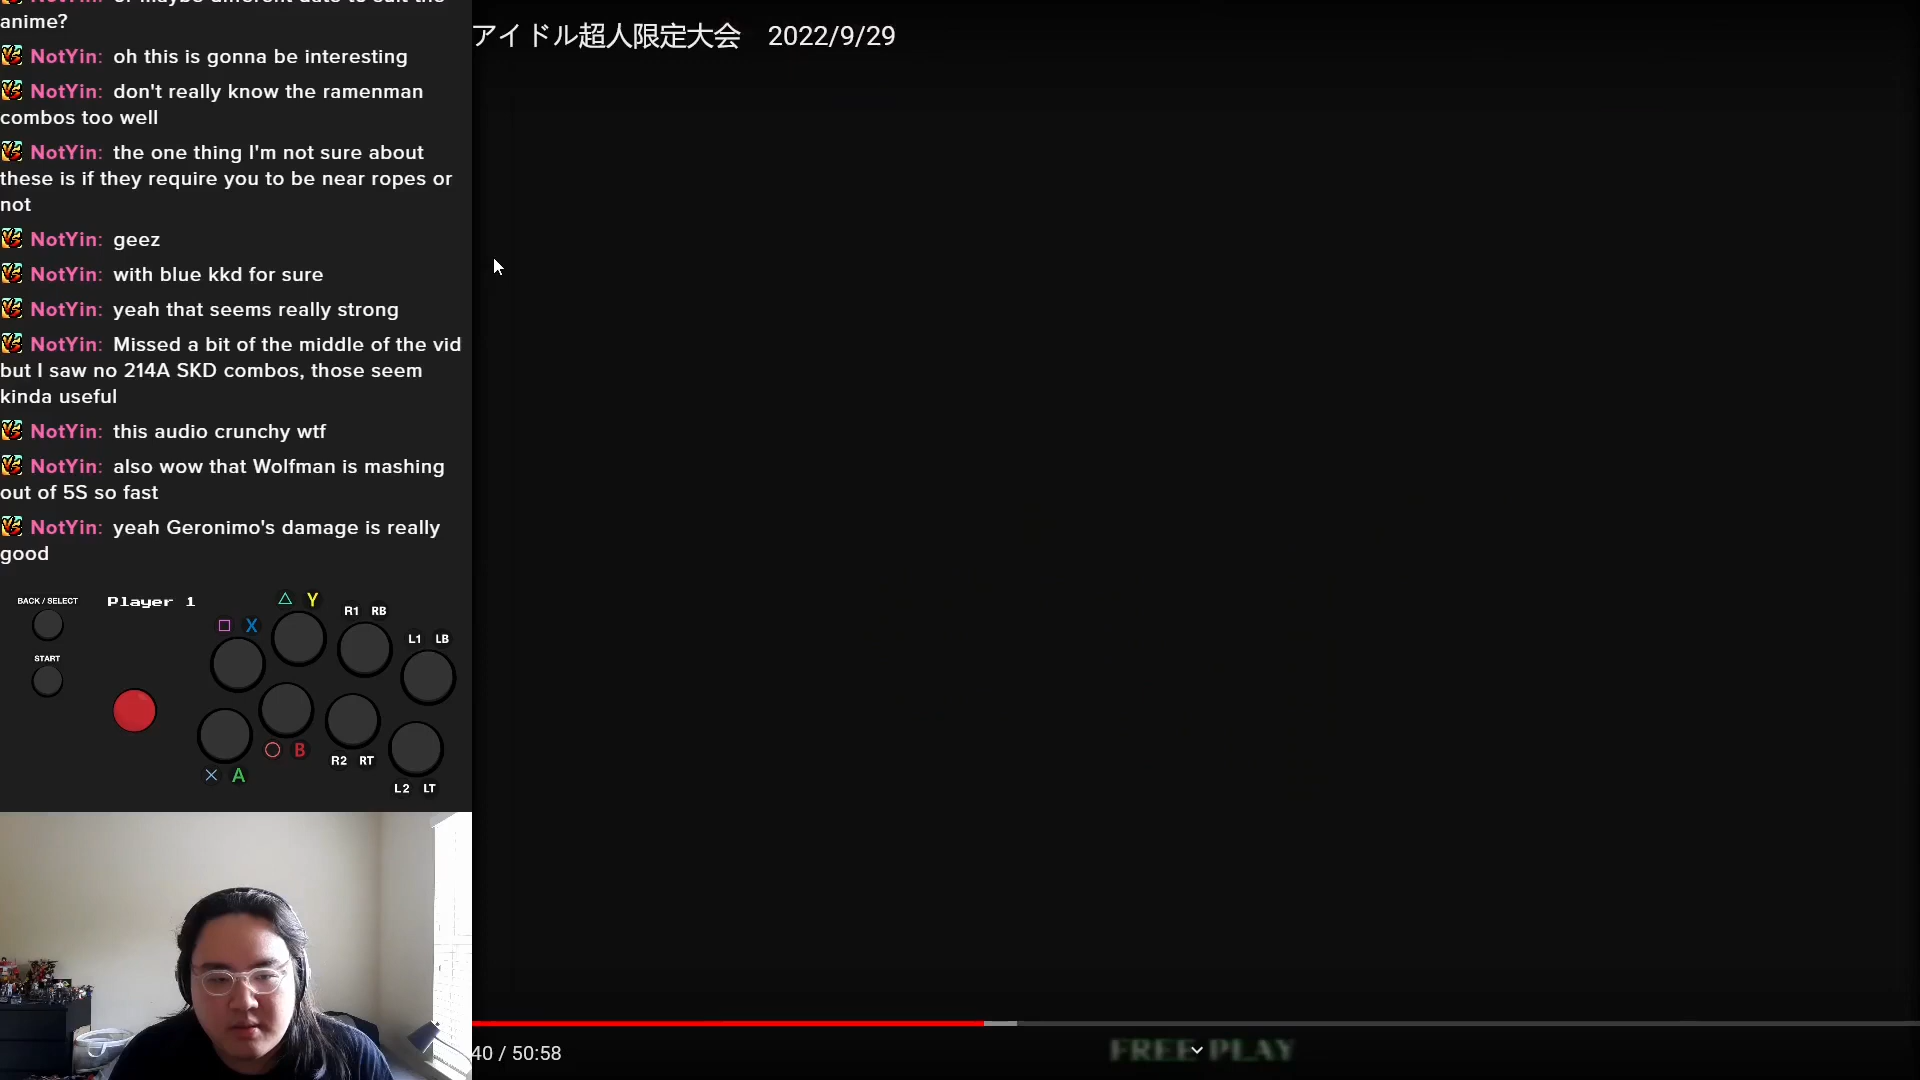 anime?
NotYin: oh this is gonna be interesting
NotYin: don't really know the ramenman
combos too well
NotYin: the one thing I'm not sure about
these is if they require you to be near ropes or
not
NotYin: geez
NotYin: with blue kkd for sure
NotYin: yeah that seems really strong
NotYin: Missed a bit of the middle of the vid
but I saw no 214A SKD combos, those seem
kinda useful
NotYin: this audio crunchy wtf
NotYin: also wow that Wolfman is mashing
out of 5S so fast
NotYin: yeah Geronimo's damage is really
good
アイドル超人限定大会 2022/9/29
BACK / SELECT
Player 1
START
X
Y
R1 RB
L1 LB
A
B
R2 RT
L2 LT
40 / 50:58
FREE PLAY